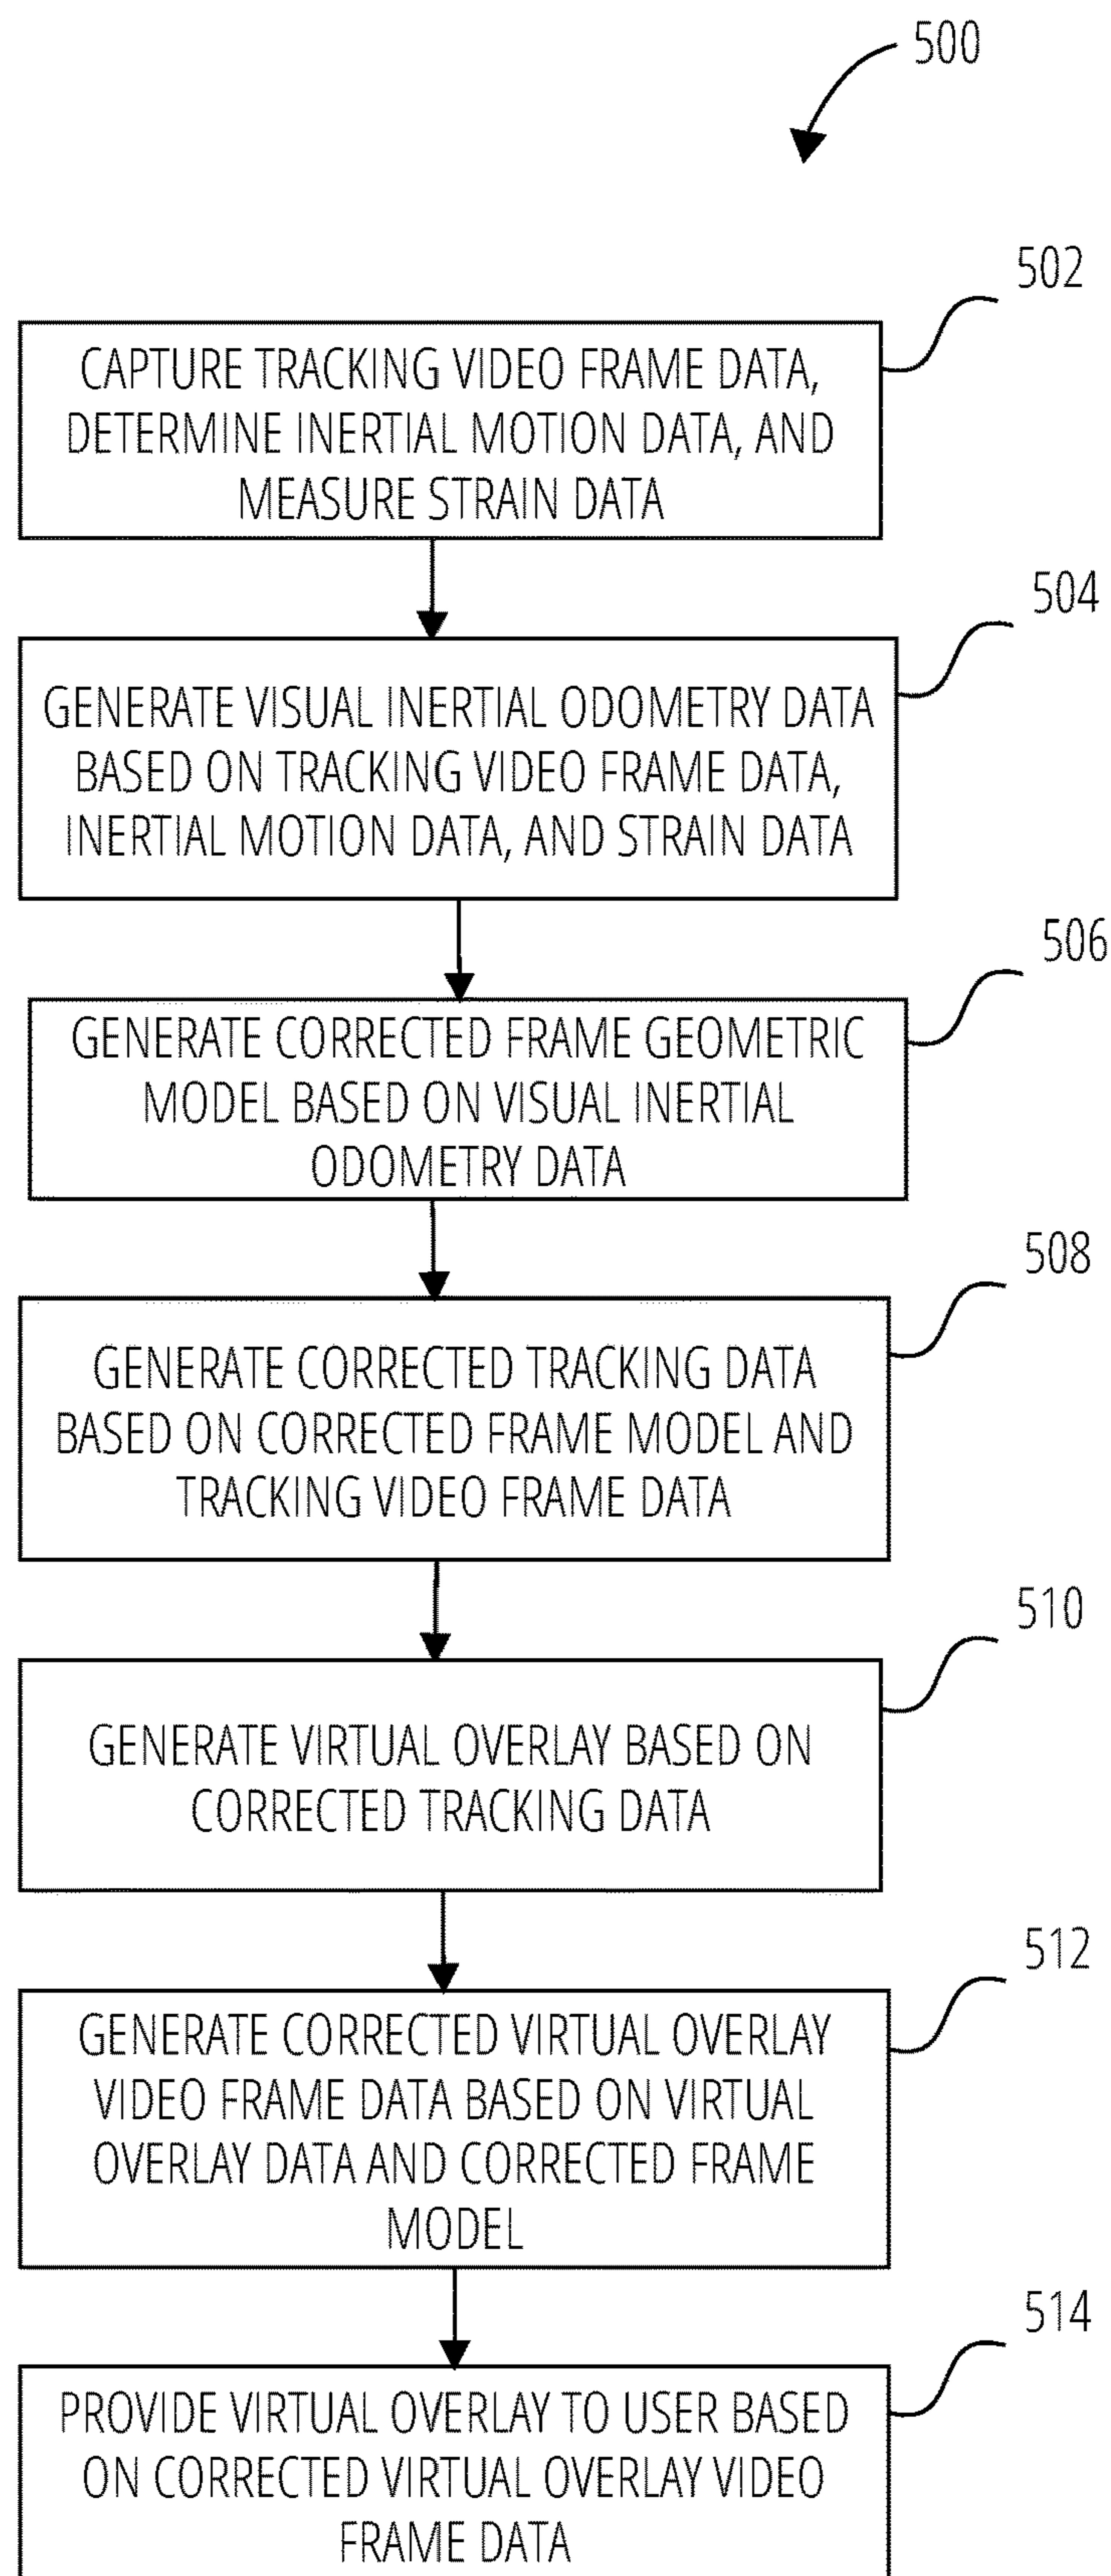 500
502
CAPTURE TRACKING VIDEO FRAME DATA,
DETERMINE INERTIAL MOTION DATA, AND
MEASURE STRAIN DATA
504
GENERATE VISUAL INERTIAL ODOMETRY DATA
BASED ON TRACKING VIDEO FRAME DATA,
INERTIAL MOTION DATA, AND STRAIN DATA
506
GENERATE CORRECTED FRAME GEOMETRIC
MODEL BASED ON VISUAL INERTIAL
ODOMETRY DATA
508
GENERATE CORRECTED TRACKING DATA
BASED ON CORRECTED FRAME MODEL AND
TRACKING VIDEO FRAME DATA
510
GENERATE VIRTUAL OVERLAY BASED ON
CORRECTED TRACKING DATA
512
GENERATE CORRECTED VIRTUAL OVERLAY
VIDEO FRAME DATA BASED ON VIRTUAL
OVERLAY DATA AND CORRECTED FRAME
MODEL
514
PROVIDE VIRTUAL OVERLAY TO USER BASED
ON CORRECTED VIRTUAL OVERLAY VIDEO
FRAME DATA